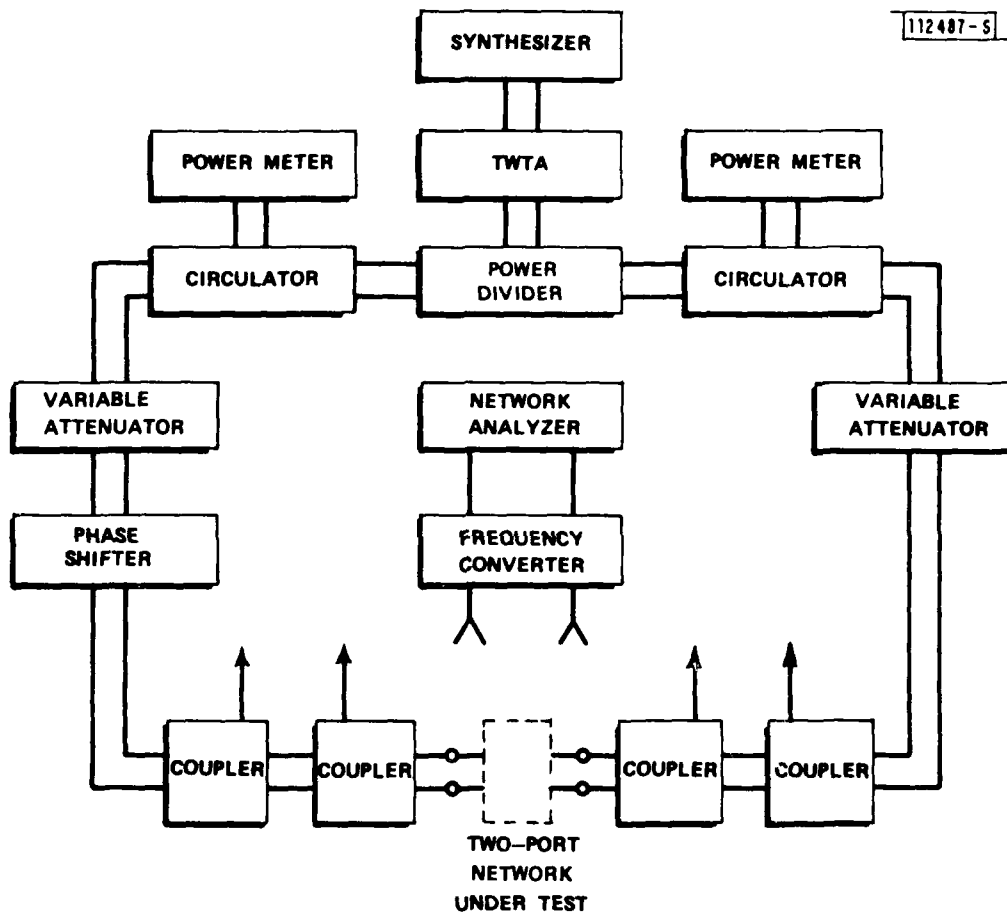 112487-S
SYNTHESIZER
POWER METER
TWTA
POWER METER
CIRCULATOR
POWER
DIVIDER
CIRCULATOR
VARIABLE
ATTENUATOR
NETWORK
ANALYZER
VARIABLE
ATTENUATOR
PHASE
SHIFTER
FREQUENCY
CONVERTER
COUPLER
COUPLER
COUPLER
COUPLER
TWO-PORT
NETWORK
UNDER TEST